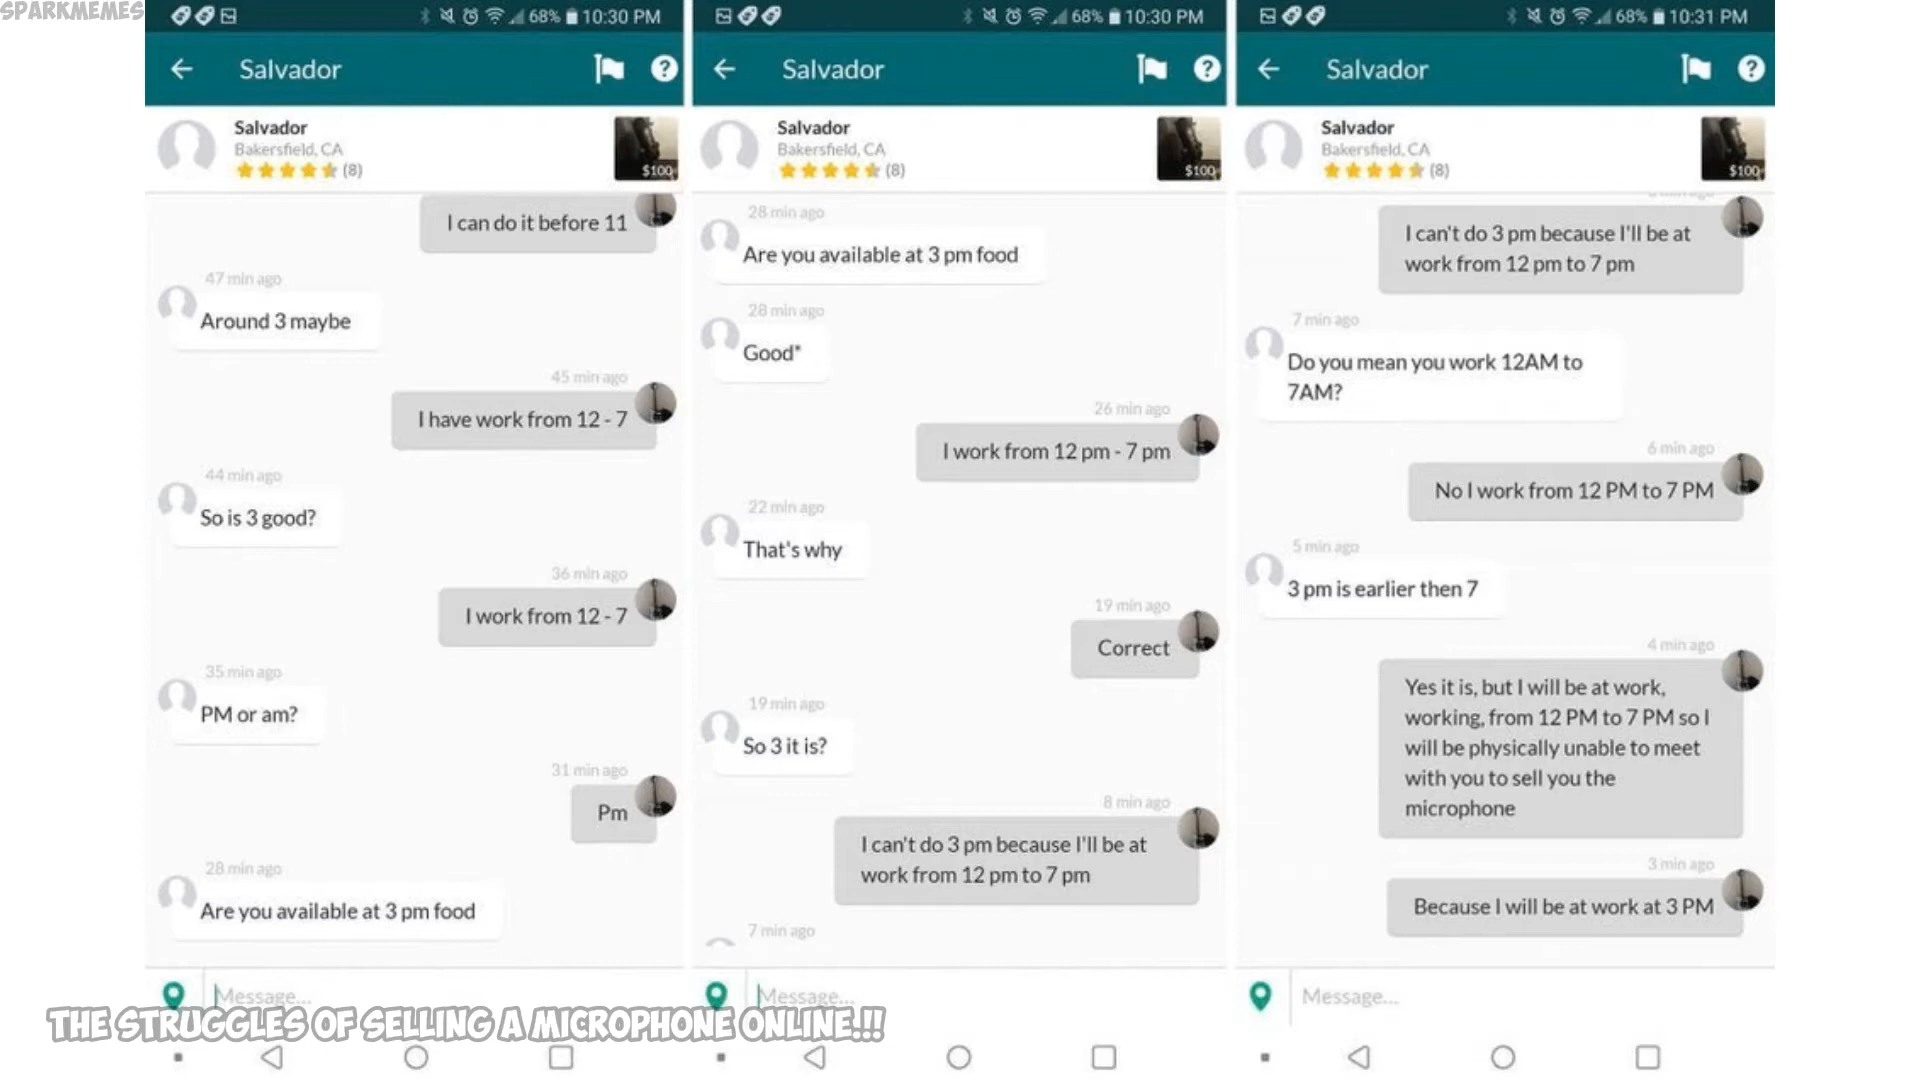 SPARKMEMES
68% 10:30 PM
Salvador
Salvador
Bakersfield, CA
(8)
$100
I can do it before 11
47 min ago
Around 3 maybe
45 min ago
I have work from 12 - 7
44 min ago
So is 3 good?
36 min ago
I work from 12 - 7
35 min ago
PM or am?
31 min ago
Pm
28 min ago
Are you available at 3 pm food
Message...
68% 10:30 PM
Salvador
Salvador
Bakersfield, CA
(8)
$100
28 min ago
Are you available at 3 pm food
28 min ago
Good*
26 min ago
I work from 12 pm - 7 pm
22 min ago
That's why
19 min ago
Correct
19 min ago
So 3 it is?
8 min ago
I can't do 3 pm because I'll be at
work from 12 pm to 7 pm
7 min ago
Message...
68% 10:31 PM
Salvador
Salvador
Bakersfield, CA
(8)
$100
I can't do 3 pm because I'll be at
work from 12 pm to 7 pm
7 min ago
Do you mean you work 12AM to
7AM?
6 min ago
No I work from 12 PM to 7 PM
5 min ago
3 pm is earlier then 7
4 min ago
Yes it is, but I will be at work,
working, from 12 PM to 7 PM so I
will be physically unable to meet
with you to sell you the
microphone
3 min ago
Because I will be at work at 3 PM
Message...
THE STRUGGLES OF SELLING A MICROPHONE ONLINE.!!